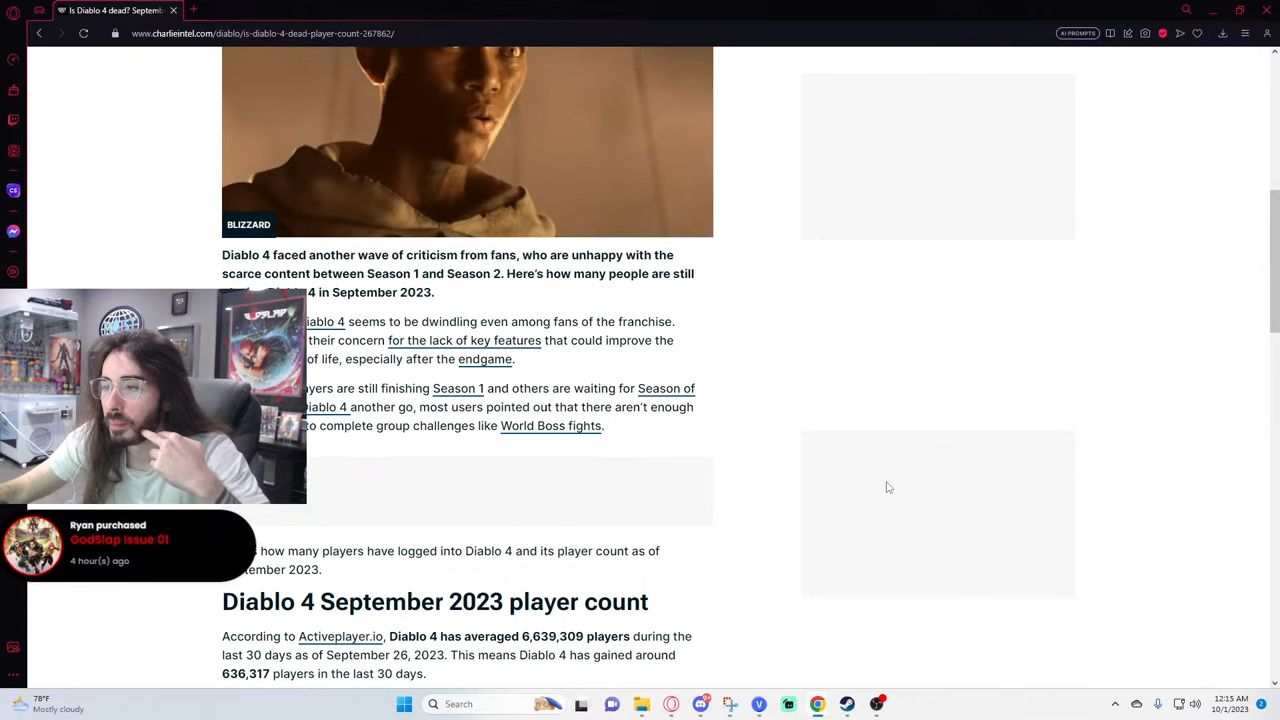 Is Diablo 4 dead? Septemb
www.charlieintel.com/diablo/is-diablo-4-dead-player-count-267862/
AI PROMPTS
BLIZZARD
Diablo 4 faced another wave of criticism from fans, who are unhappy with the
scarce content between Season 1 and Season 2. Here's how many people are still
4 in September 2023.
iablo 4 seems to be dwindling even among fans of the franchise.
their concern for the lack of key features that could improve the
of life, especially after the endgame.
ayers are still finishing Season 1 and others are waiting for Season of
Diablo 4 another go, most users pointed out that there aren't enough
to complete group challenges like World Boss fights.
GODSLAP
Ryan purchased
GodSlap Issue 01
4 hour(s) ago
how many players have logged into Diablo 4 and its player count as of
tember 2023.
Diablo 4 September 2023 player count
According to Activeplayer.io, Diablo 4 has averaged 6,639,309 players during the
last 30 days as of September 26, 2023. This means Diablo 4 has gained around
636,317 players in the last 30 days.
78°F
Mostly cloudy
Search
9+
12:15 AM
10/1/2023
2